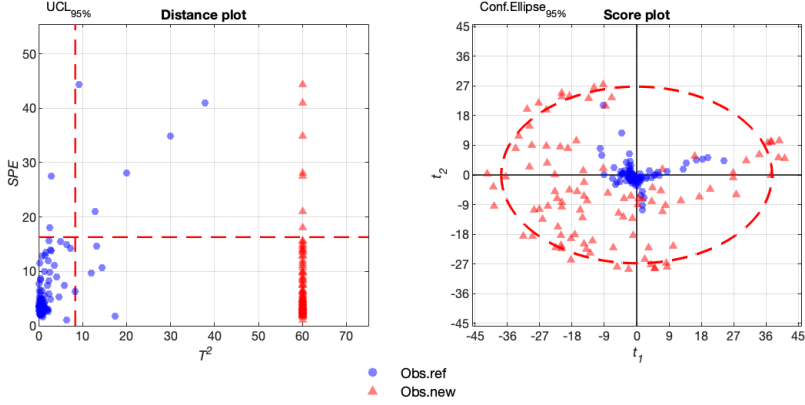 UCL95%
Distance plot
SPE
50
40
30
20
10
0
0 10 20 30 40 50 60 70
T2
Conf.Ellipse95%
Score plot
t2
45
36
27
18
9
0
-9
-18
-27
-36
-45
-45 -36 -27 -18 -9 0 9 18 27 36 45
t1
Obs.ref
Obs.new